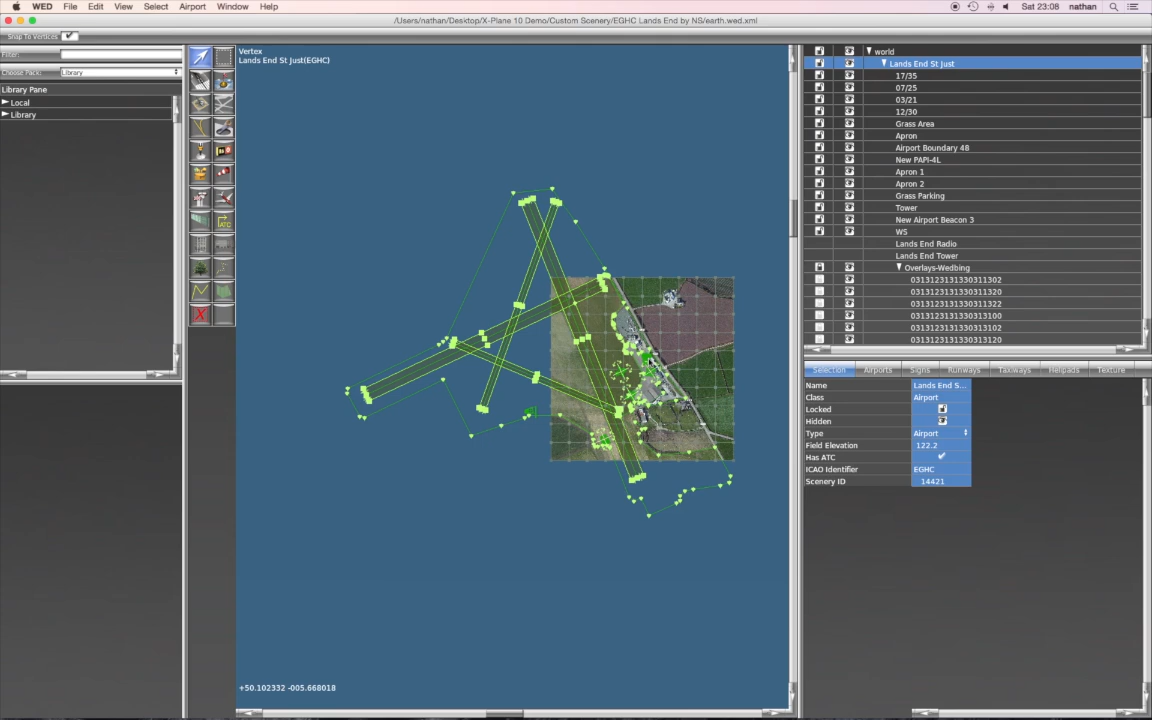 WED File Edit View Select Airport Window Help Sat 23:08 nathan
/Users/nathan/Desktop/X-Plane 10 Demo/Custom Scenery/EGHC Lands End by NS/earth.wed.xml
Snap To Vertices
Filter:
Choose Pack: Library
Library Pane
Local
Library
Vertex
Lands End St Just(EGHC)
ATC
+50.102332 -005.668018
world
Lands End St Just
17/35
07/25
03/21
12/30
Grass Area
Apron
Airport Boundary 48
New PAPI-4L
Apron 1
Apron 2
Grass Parking
Tower
New Airport Beacon 3
WS
Lands End Radio
Lands End Tower
Overlays-Wedbing
0313123131330311302
0313123131330311320
0313123131330311322
0313123131330313100
0313123131330313102
0313123131330313120
Selection Airports Signs Runways Taxiways Helipads Texture
Name Lands End S...
Class Airport
Locked
Hidden
Type Airport
Field Elevation 122.2
Has ATC
ICAO Identifier EGHC
Scenery ID 14421